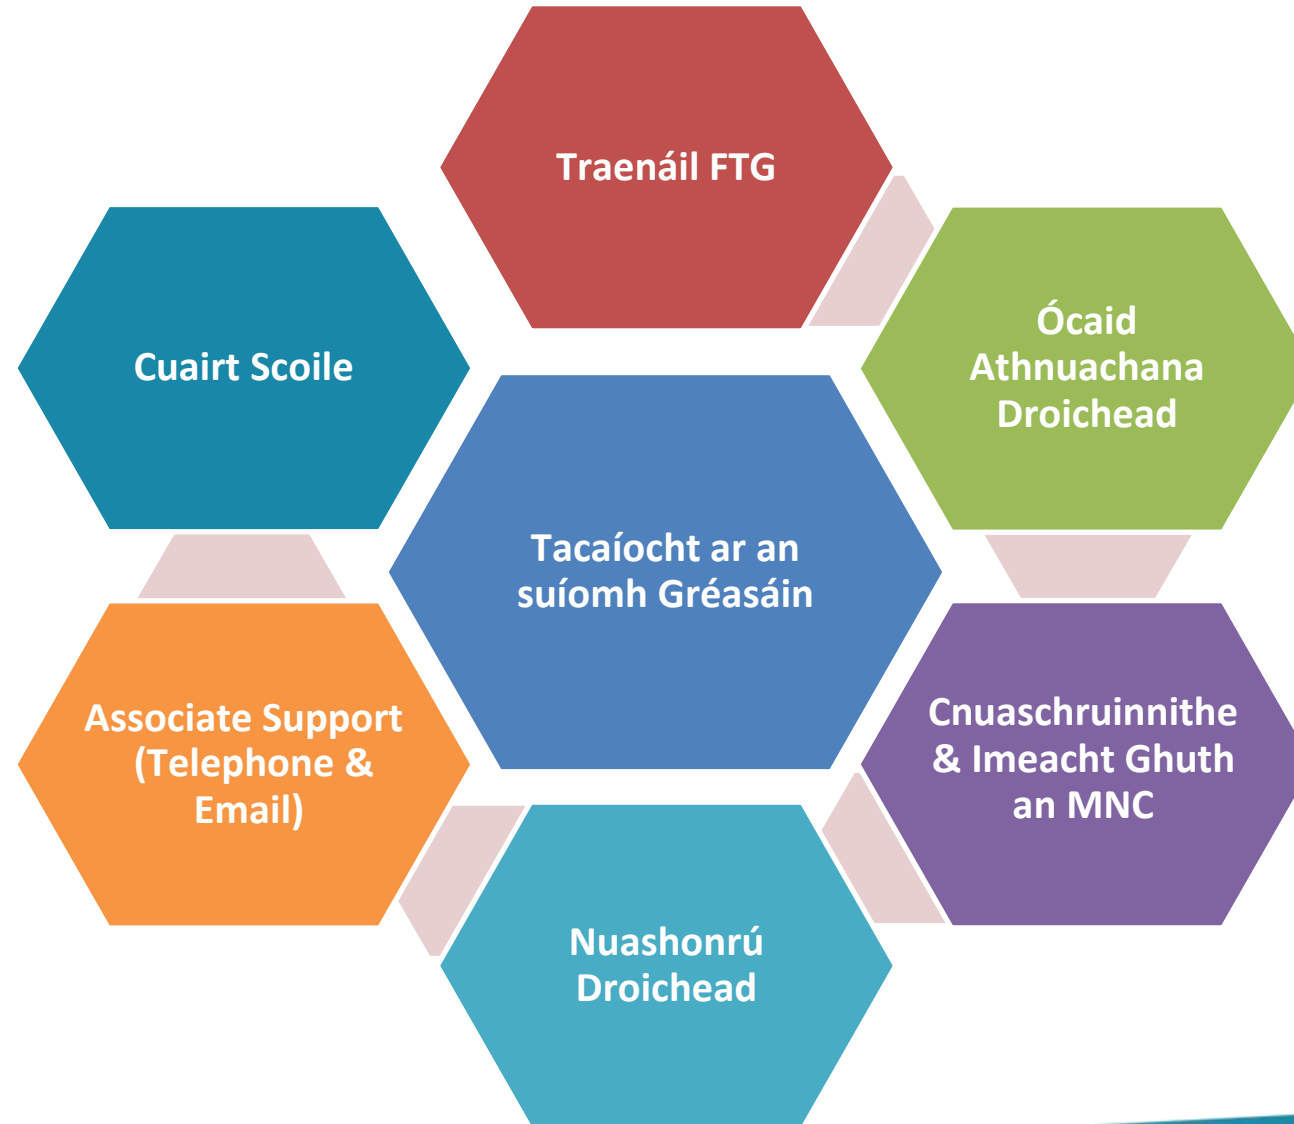 Traenáil FTG
Cuairt Scoile
Ócaid
Athnuachana
Droichead
Tacaíocht ar an
suíomh Gréasáin
Associate Support
(Telephone &
Email)
Cnuaschruinnithe
& Imeacht Ghuth
an MNC
Nuashonrú
Droichead